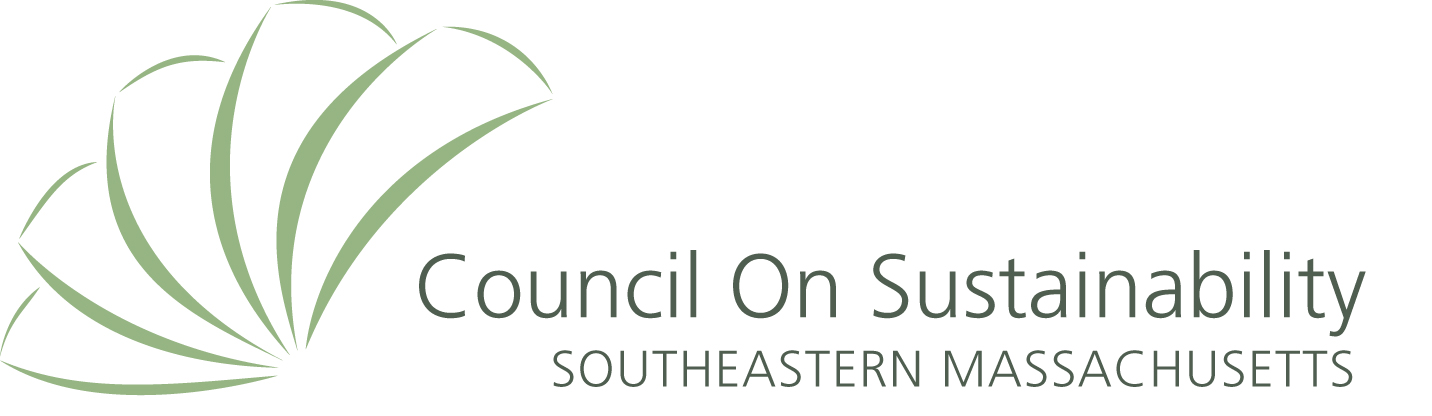 Council On Sustainability
SOUTHEASTERN MASSACHUSETTS